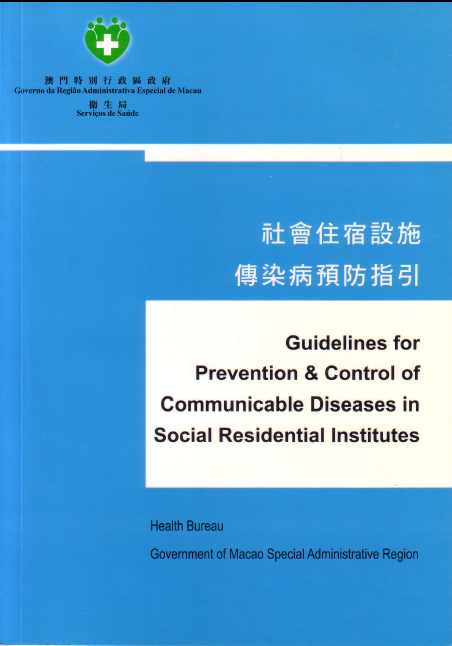 澳門特別行政區政府
Governo da Região Administrativa Especial de Macau
衛生局
Serviços de Saúde
社會住宿設施
傳染病預防指引
Guidelines for
Prevention & Control of
Communicable Diseases in
Social Residential Institutes
Health Bureau
Government of Macao Special Administrative Region